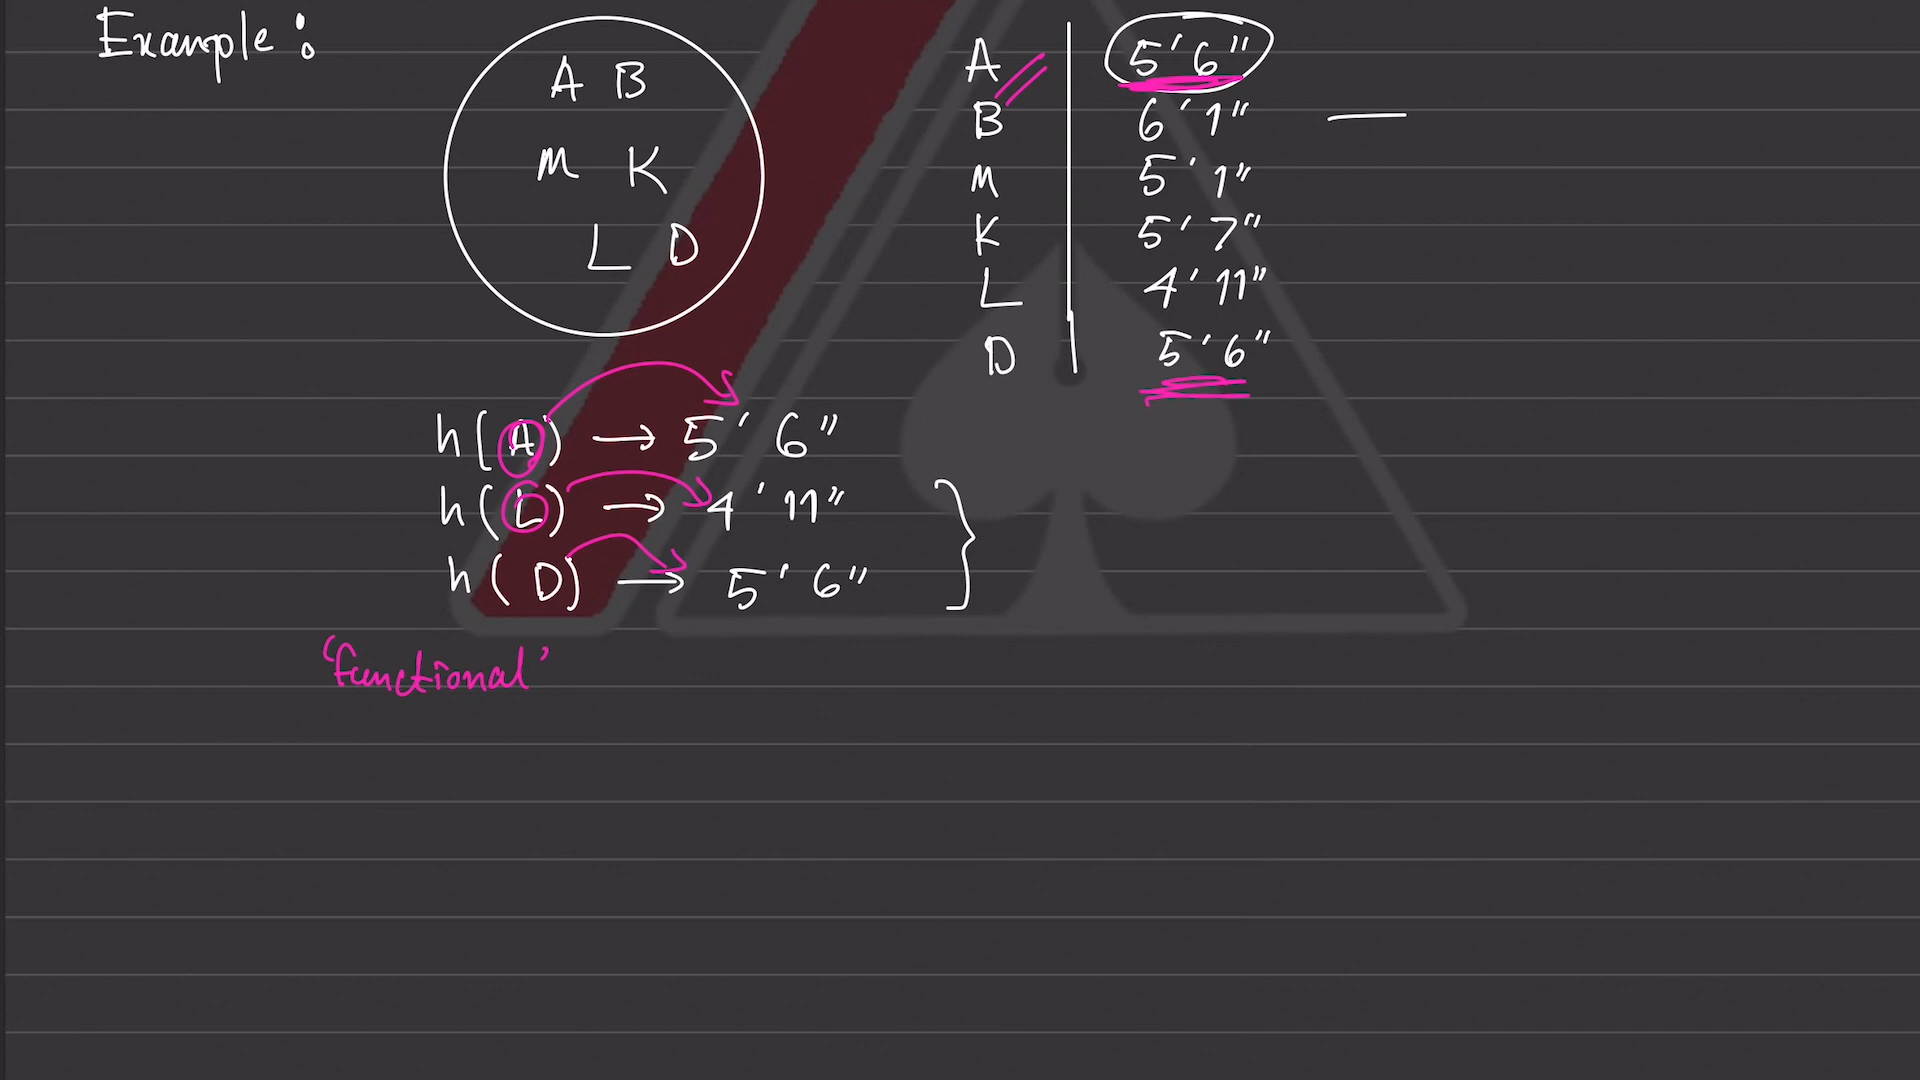 Example :
A B
M K
L D
A 5' 6"
B 6' 1" —
M 5' 1"
K 5' 7"
L 4' 11"
D 5' 6"
h(A) → 5' 6"
h(L) → 4' 11"
h(D) → 5' 6"
'functional'